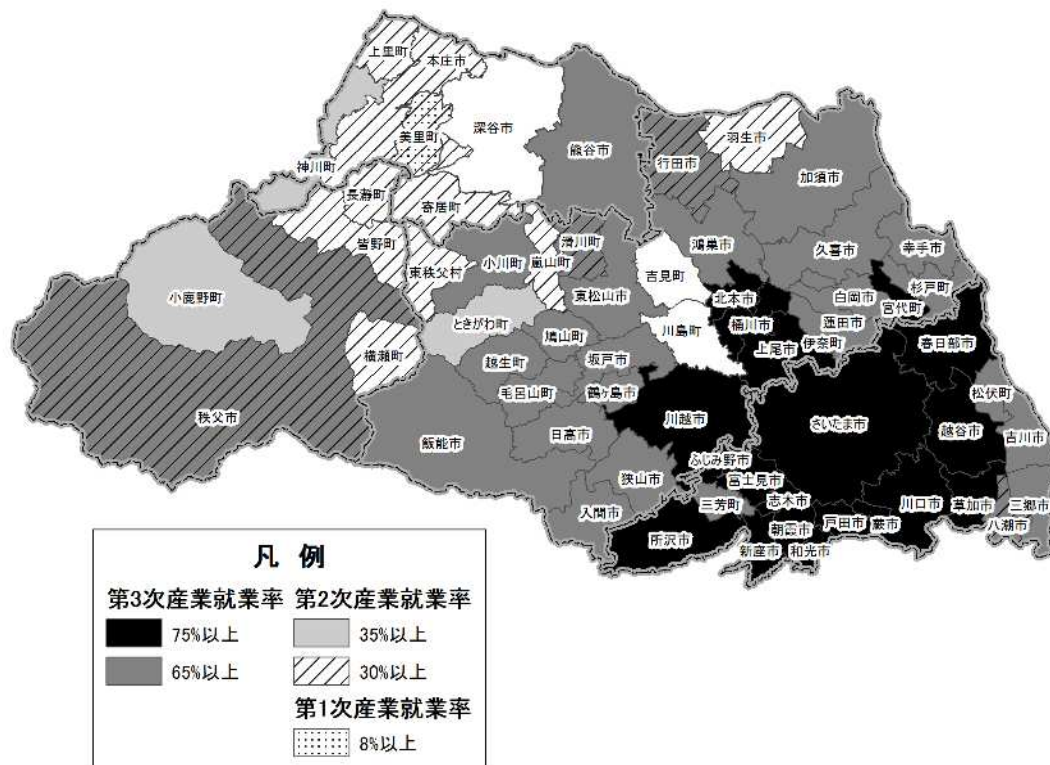 上里町
本庄市
美里町
深谷市
熊谷市
行田市
羽生市
加須市
神川町
長瀞町
寄居町
皆野町
東秩父村
小川町
嵐山町
滑川町
鴻巣市
久喜市
幸手市
吉見町
小鹿野町
東松山市
北本市
白岡市
杉戸町
宮代町
ときがわ町
鳩山町
川島町
桶川市
蓮田市
上尾市
伊奈町
春日部市
横瀬町
越生町
坂戸市
毛呂山町
鶴ヶ島市
松伏町
秩父市
川越市
さいたま市
越谷市
吉川市
飯能市
日高市
ふじみ野市
狭山市
富士見市
三芳町
志木市
川口市
草加市
三郷市
入間市
朝霞市
戸田市
蕨市
八潮市
所沢市
新座市
和光市
凡 例
第3次産業就業率 第2次産業就業率
75%以上 35%以上
65%以上 30%以上
第1次産業就業率
8%以上